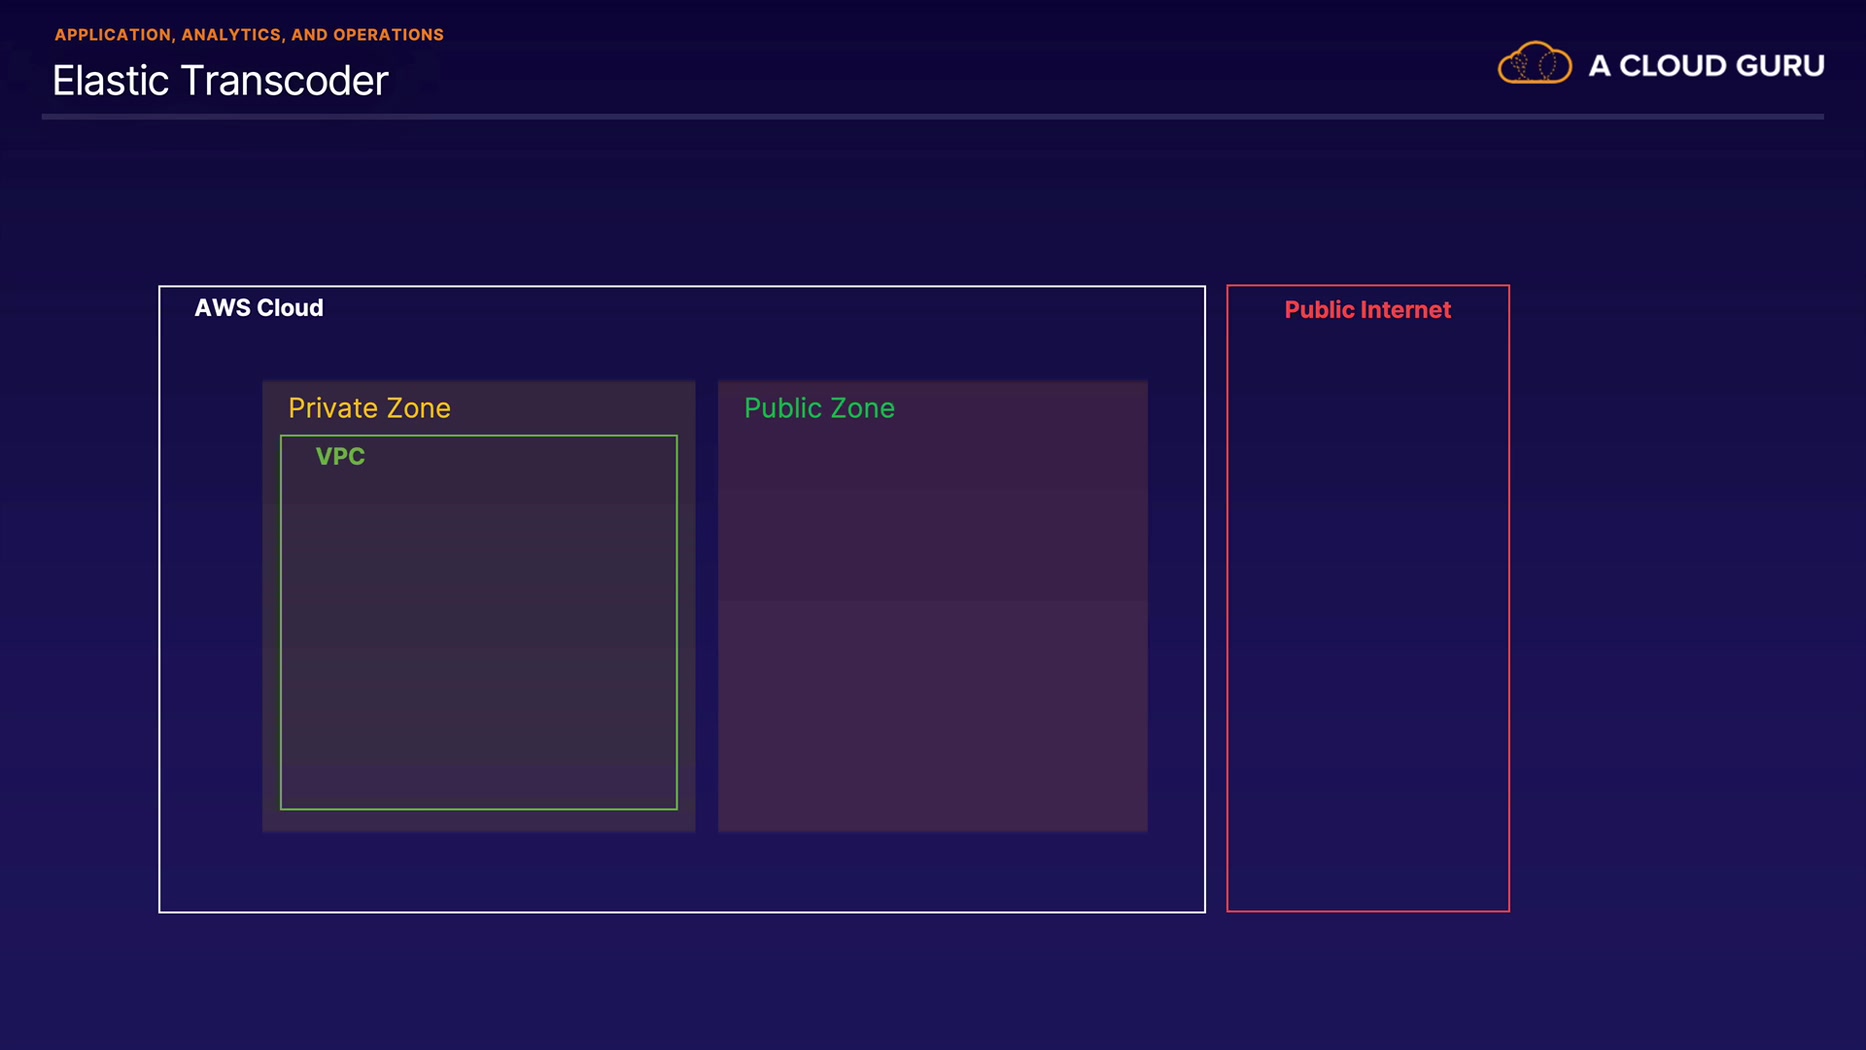 APPLICATION, ANALYTICS, AND OPERATIONS
Elastic Transcoder
A CLOUD GURU
AWS Cloud
Public Internet
Private Zone
Public Zone
VPC